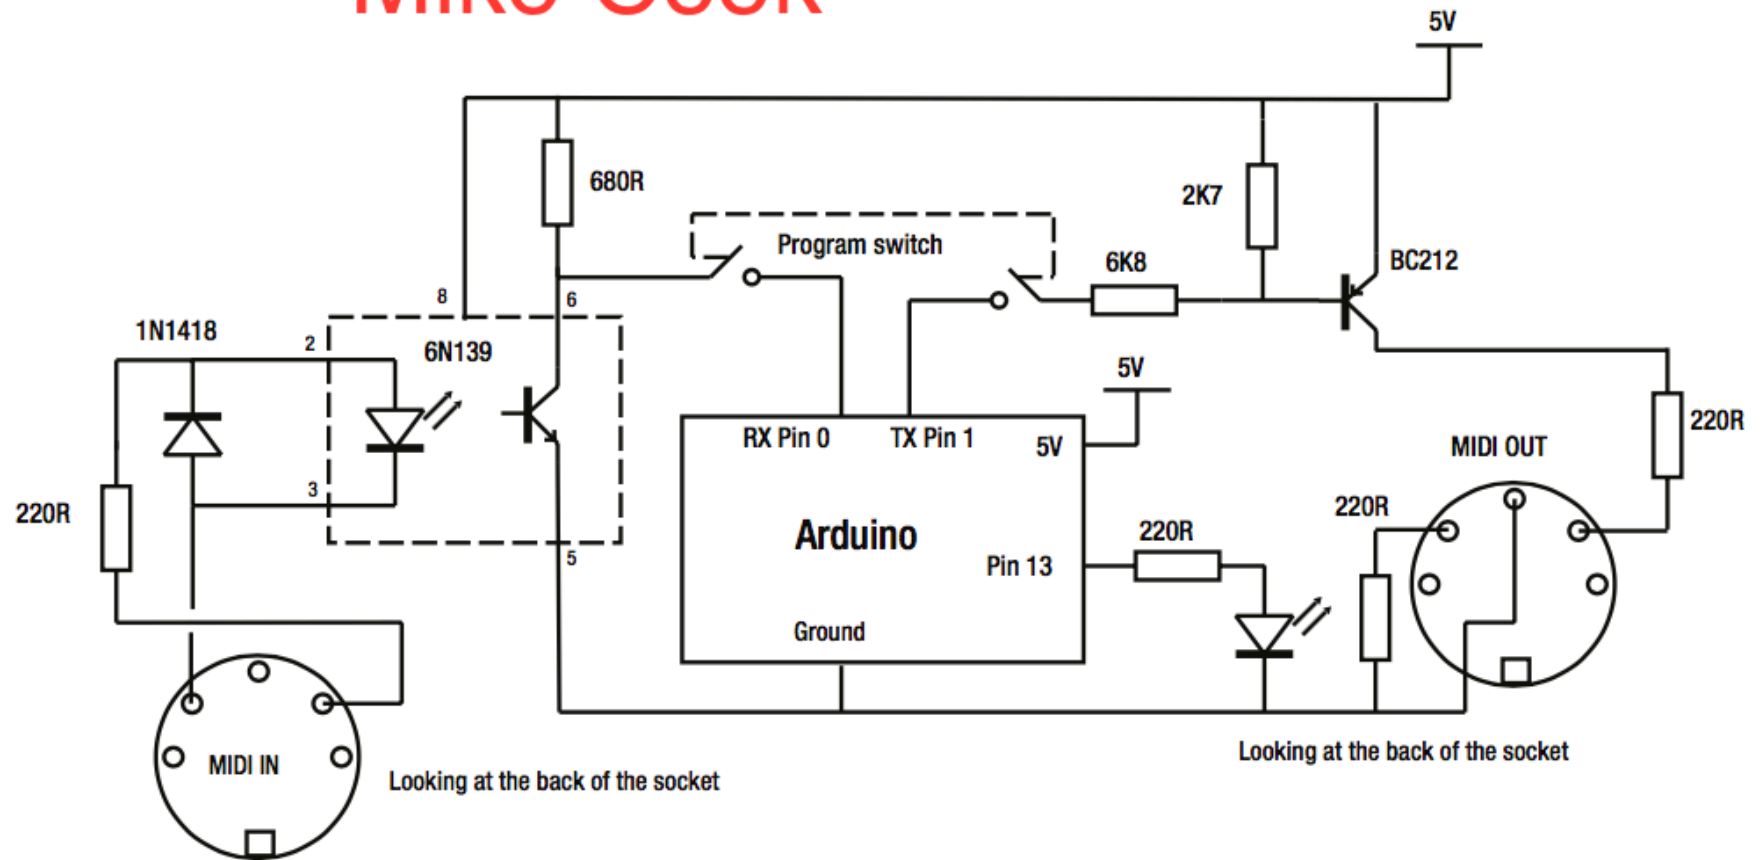 Mike Cook
5V
680R
2K7
Program switch
6K8
BC212
8
6
1N1418
2
6N139
5V
RX Pin 0
TX Pin 1
5V
220R
MIDI OUT
3
220R
220R
220R
Arduino
5
Pin 13
Ground
MIDI IN
Looking at the back of the socket
Looking at the back of the socket